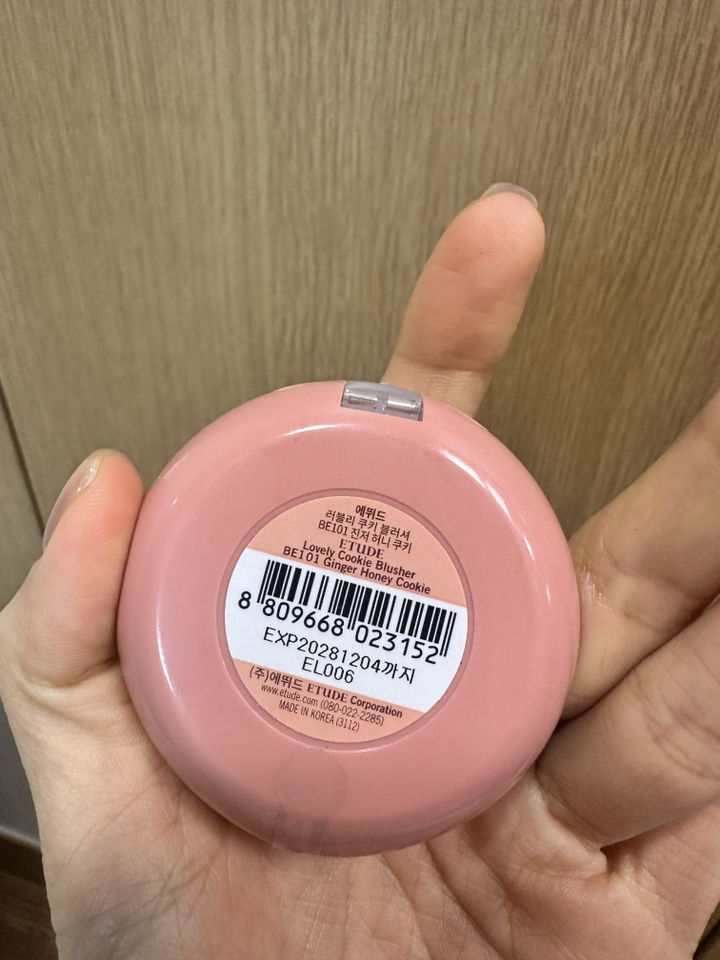 에뛰드
러블리 쿠키 블러셔
BE101 진저 허니 쿠키
ETUDE
Lovely Cookie Blusher
BE101 Ginger Honey Cookie
8 809668 023152
EXP20281204까지
EL006
(주)에뛰드 ETUDE Corporation
www.etude.com (080-022-2285)
MADE IN KOREA (3112)